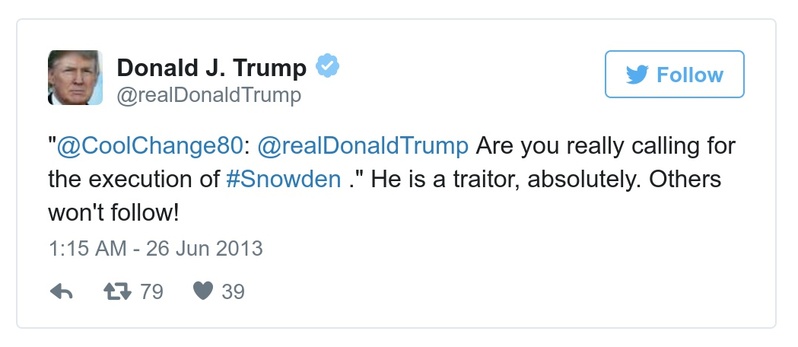 Donald J. Trump
@realDonaldTrump
Follow
"@CoolChange80: @realDonaldTrump Are you really calling for
the execution of #Snowden ." He is a traitor, absolutely. Others
won't follow!
1:15 AM - 26 Jun 2013
79 39